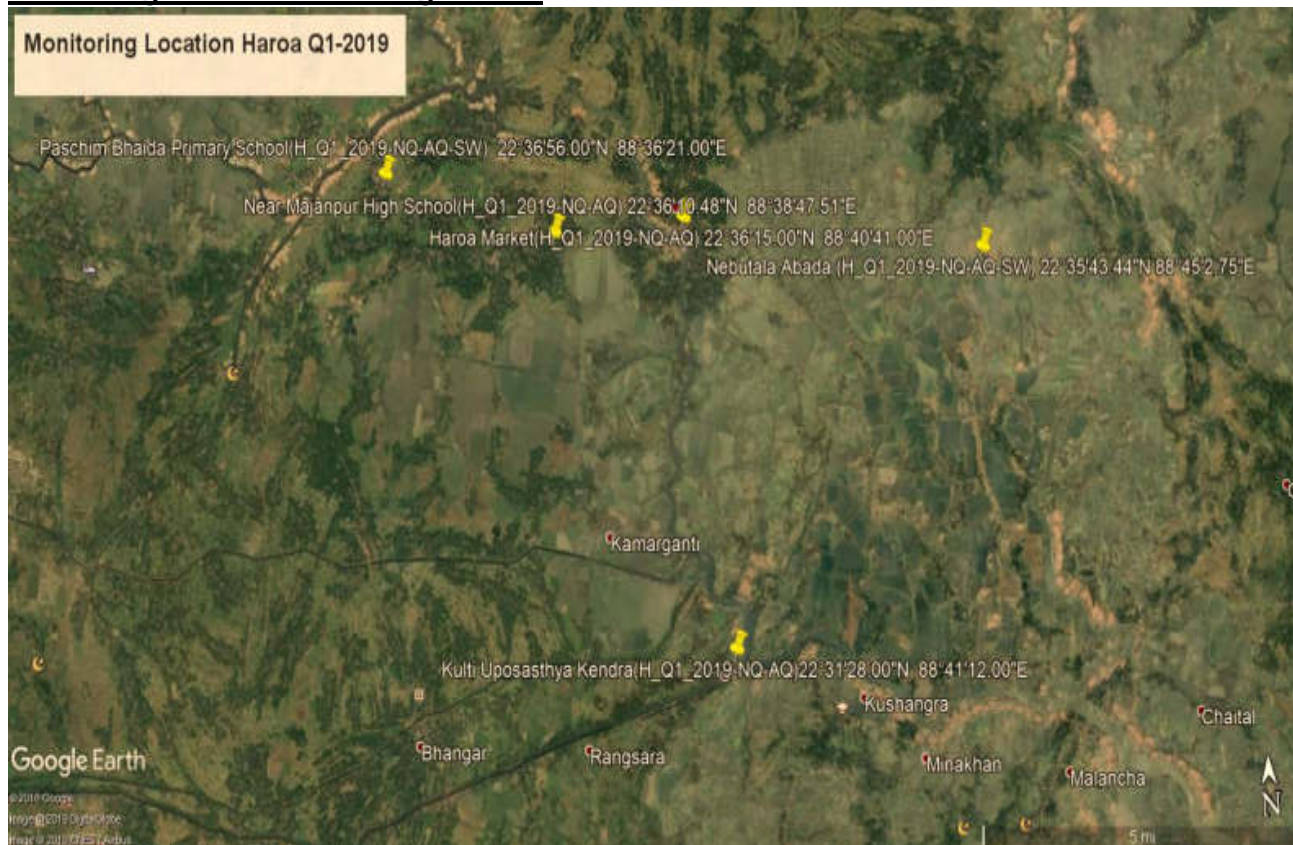 Monitoring Location Haroa Q1-2019
Paschim Bhaida Primary School(H_Q1_2019-NQ-AQ-SW) 22°36'56.00"N 88°36'21.00"E
Near Majanpur High School(H_Q1_2019-NQ-AQ) 22°36'10.48"N 88°38'47.51"E
Haroa Market(H_Q1_2019-NQ-AQ) 22°36'15.00"N 88°40'41.00"E
Nebutala Abada (H_Q1_2019-NQ-AQ-SW) 22°35'43.44"N 88°45'2.75"E
Kamarganti
Kulti Uposasthya Kendra(H_Q1_2019-NQ-AQ)22°31'28.00"N 88°41'12.00"E
Kushangra
Chaital
Bhangar
Rangsara
Minakhan
Malancha
Google Earth
N
5 mi